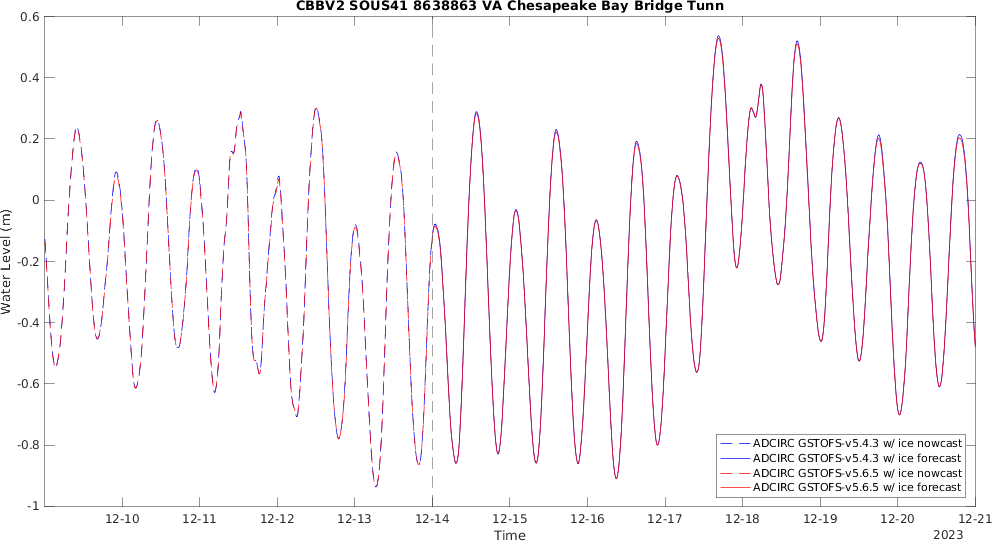 CBBV2 SOUS41 8638863 VA Chesapeake Bay Bridge Tunn
0.6
0.4
0.2
0
-0.2
-0.4
-0.6
-0.8
-1
Water Level (m)
ADCIRC GSTOFS-v5.4.3 w/ ice nowcast
ADCIRC GSTOFS-v5.4.3 w/ ice forecast
ADCIRC GSTOFS-v5.6.5 w/ ice nowcast
ADCIRC GSTOFS-v5.6.5 w/ ice forecast
12-10 12-11 12-12 12-13 12-14 12-15 12-16 12-17 12-18 12-19 12-20 12-21
Time
2023